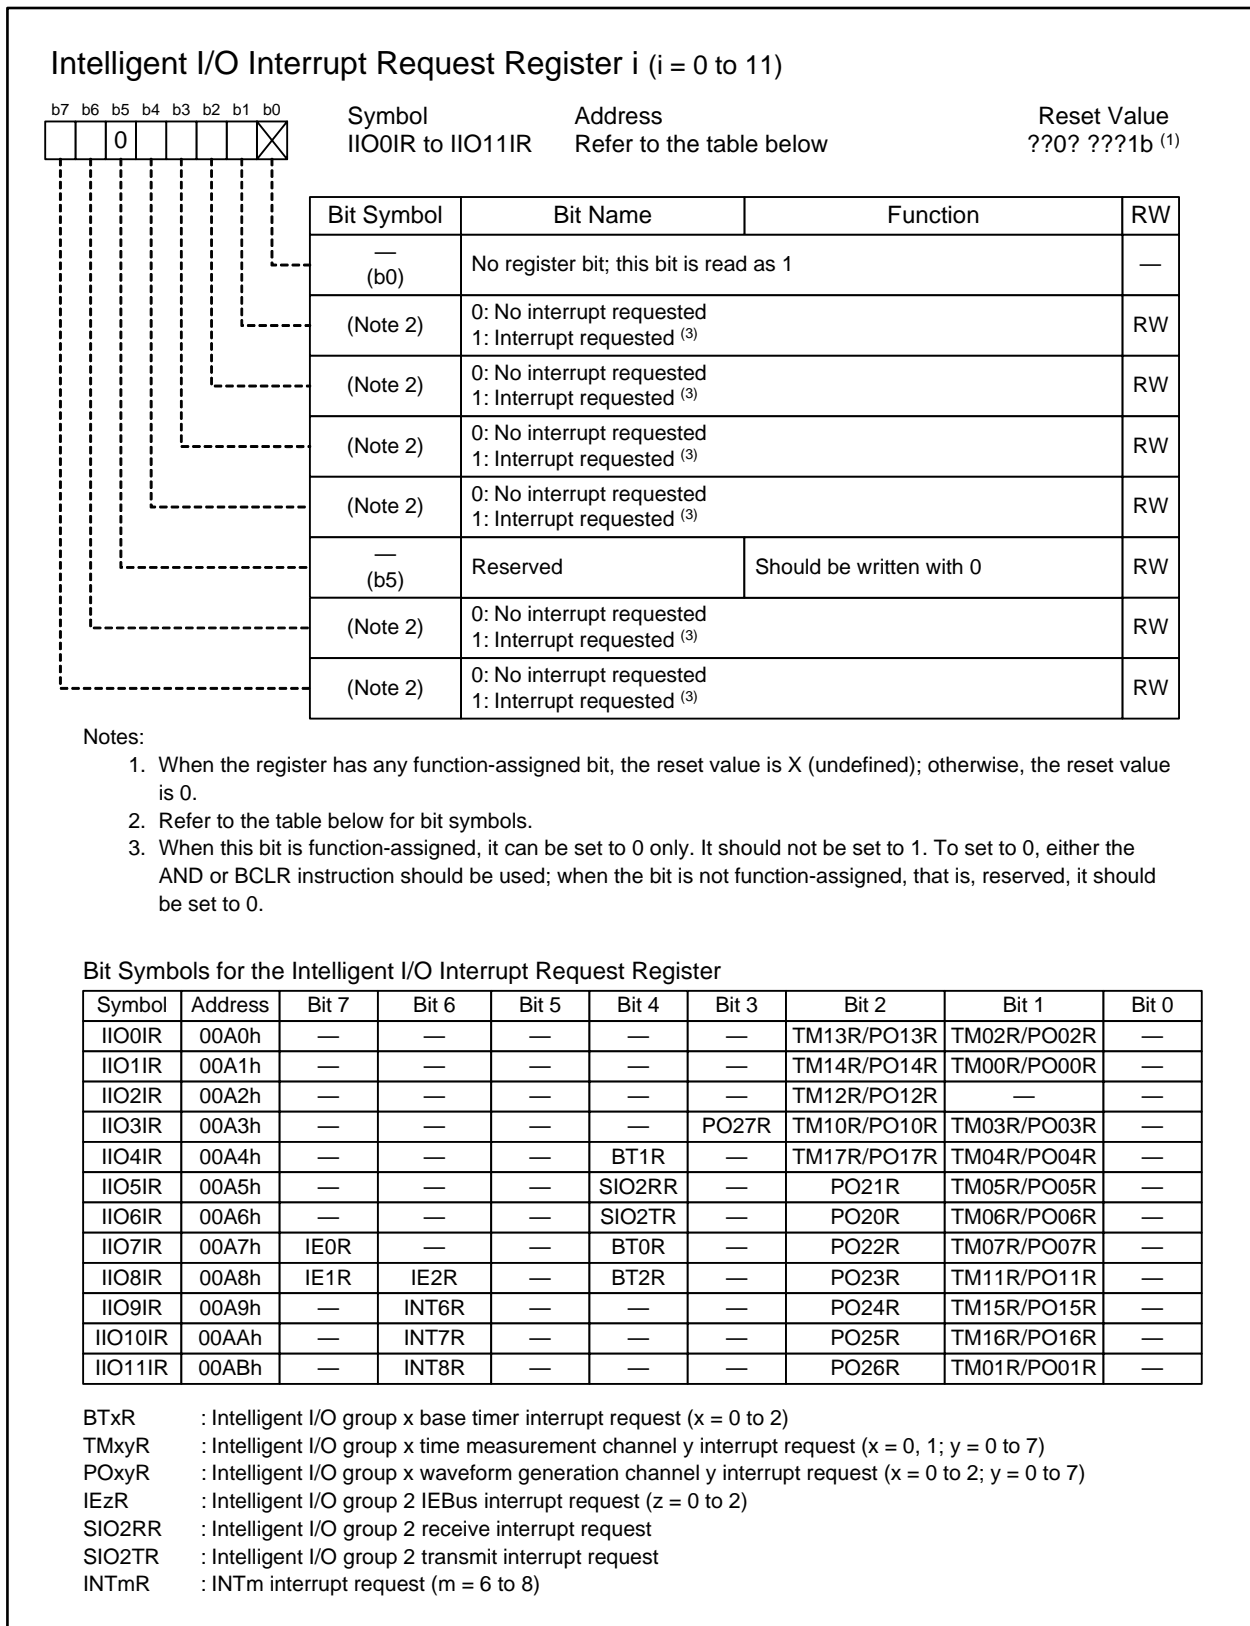 Intelligent I/O Interrupt Request Register i (i = 0 to 11)
b7 b6 b5 b4 b3 b2 b1 b0
0
Symbol Address Reset Value
IIO0IR to IIO11IR Refer to the table below ??0? ???1b (1)
Bit Symbol Bit Name Function RW
— (b0) No register bit; this bit is read as 1 —
(Note 2) 0: No interrupt requested
1: Interrupt requested (3) RW
(Note 2) 0: No interrupt requested
1: Interrupt requested (3) RW
(Note 2) 0: No interrupt requested
1: Interrupt requested (3) RW
(Note 2) 0: No interrupt requested
1: Interrupt requested (3) RW
— (b5) Reserved Should be written with 0 RW
(Note 2) 0: No interrupt requested
1: Interrupt requested (3) RW
(Note 2) 0: No interrupt requested
1: Interrupt requested (3) RW
Notes:
1. When the register has any function-assigned bit, the reset value is X (undefined); otherwise, the reset value
is 0.
2. Refer to the table below for bit symbols.
3. When this bit is function-assigned, it can be set to 0 only. It should not be set to 1. To set to 0, either the
AND or BCLR instruction should be used; when the bit is not function-assigned, that is, reserved, it should
be set to 0.
Bit Symbols for the Intelligent I/O Interrupt Request Register
Symbol Address Bit 7 Bit 6 Bit 5 Bit 4 Bit 3 Bit 2 Bit 1 Bit 0
IIO0IR 00A0h — — — — — TM13R/PO13R TM02R/PO02R —
IIO1IR 00A1h — — — — — TM14R/PO14R TM00R/PO00R —
IIO2IR 00A2h — — — — — TM12R/PO12R — —
IIO3IR 00A3h — — — — PO27R TM10R/PO10R TM03R/PO03R —
IIO4IR 00A4h — — — BT1R — TM17R/PO17R TM04R/PO04R —
IIO5IR 00A5h — — — SIO2RR — PO21R TM05R/PO05R —
IIO6IR 00A6h — — — SIO2TR — PO20R TM06R/PO06R —
IIO7IR 00A7h IE0R — — BT0R — PO22R TM07R/PO07R —
IIO8IR 00A8h IE1R IE2R — BT2R — PO23R TM11R/PO11R —
IIO9IR 00A9h — INT6R — — — PO24R TM15R/PO15R —
IIO10IR 00AAh — INT7R — — — PO25R TM16R/PO16R —
IIO11IR 00ABh — INT8R — — — PO26R TM01R/PO01R —
BTxR : Intelligent I/O group x base timer interrupt request (x = 0 to 2)
TMxyR : Intelligent I/O group x time measurement channel y interrupt request (x = 0, 1; y = 0 to 7)
POxyR : Intelligent I/O group x waveform generation channel y interrupt request (x = 0 to 2; y = 0 to 7)
IEzR : Intelligent I/O group 2 IEBus interrupt request (z = 0 to 2)
SIO2RR : Intelligent I/O group 2 receive interrupt request
SIO2TR : Intelligent I/O group 2 transmit interrupt request
INTmR : INTm interrupt request (m = 6 to 8)